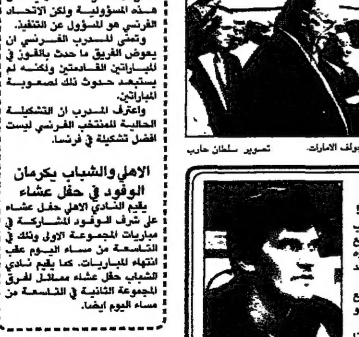 هذه المسؤولية ولكن الاتحاد
الفرنسي هو المسؤول عن التنفيذ.
وتمنى المدرب الفرنسي ان
يعوض الفريق ما حدث بالفوز في
المباراتين القادمتين ولكنه لم
يستبعد حدوث ذلك لصعوبة
المباراتين.
واعترف المدرب ان التشكيلة
الحالية للمنتخب الفرنسي ليست
افضل تشكيلة في فرنسا.
جولف الامارات.
تصوير سلطان حارب
الاهلي والشباب يكرمان
الوفود في حفل عشاء
يقيم النادي الاهلي حفل عشاء
على شرف الوفود المشاركة في
مباريات المجموعة الاولى وذلك في
التاسعة من مساء اليوم عقب
انتهاء المباريات. كما يقيم نادي
الشباب حفل عشاء مماثل لفرق
المجموعة الثانية في التاسعة من
مساء اليوم ايضا.